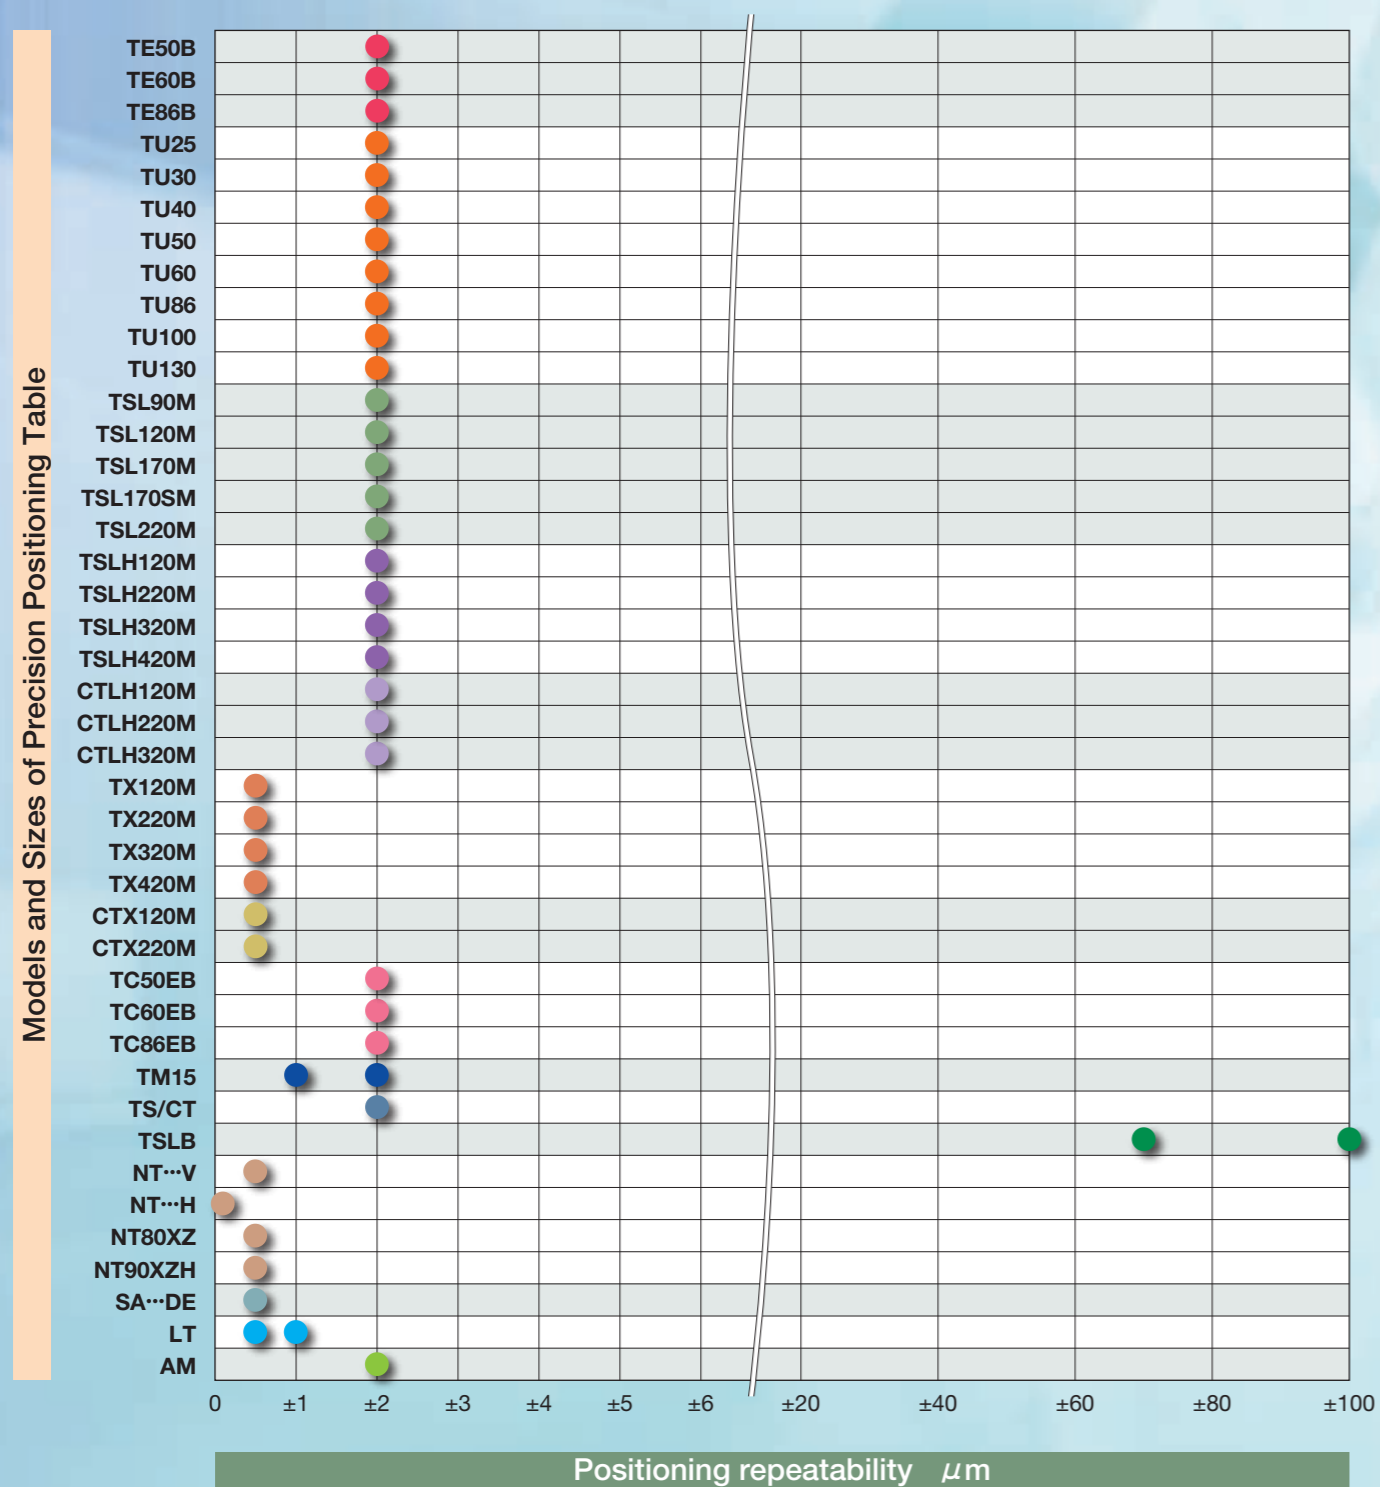 Models and Sizes of Precision Positioning Table
TE50B
TE60B
TE86B
TU25
TU30
TU40
TU50
TU60
TU86
TU100
TU130
TSL90M
TSL120M
TSL170M
TSL170SM
TSL220M
TSLH120M
TSLH220M
TSLH320M
TSLH420M
CTLH120M
CTLH220M
CTLH320M
TX120M
TX220M
TX320M
TX420M
CTX120M
CTX220M
TC50EB
TC60EB
TC86EB
TM15
TS/CT
TSLB
NT⋯V
NT⋯H
NT80XZ
NT90XZH
SA⋯DE
LT
AM
0 ±1 ±2 ±3 ±4 ±5 ±6 ±20 ±40 ±60 ±80 ±100
Positioning repeatability μm